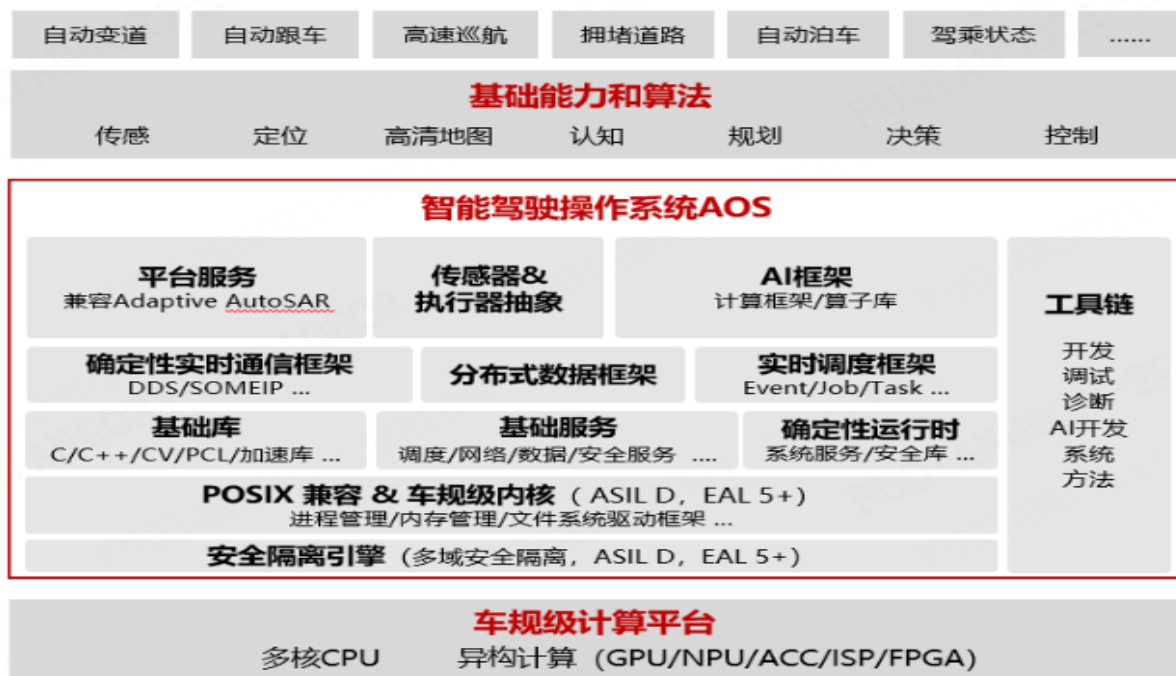 自动变道 自动跟车 高速巡航 拥堵道路 自动泊车 驾乘状态 ……
基础能力和算法
传感 定位 高清地图 认知 规划 决策 控制
智能驾驶操作系统AOS
平台服务
兼容Adaptive AutoSAR
传感器&
执行器抽象
AI框架
计算框架/算子库
确定性实时通信框架
DDS/SOMEIP ...
分布式数据框架
实时调度框架
Event/Job/Task ...
基础库
C/C++/CV/PCL/加速库 ...
基础服务
调度/网络/数据/安全服务 ....
确定性运行时
系统服务/安全库 ...
POSIX 兼容 & 车规级内核（ASIL D，EAL 5+）
进程管理/内存管理/文件系统驱动框架 ...
安全隔离引擎（多域安全隔离，ASIL D，EAL 5+）
工具链
开发
调试
诊断
AI开发
系统
方法
车规级计算平台
多核CPU 异构计算（GPU/NPU/ACC/ISP/FPGA）